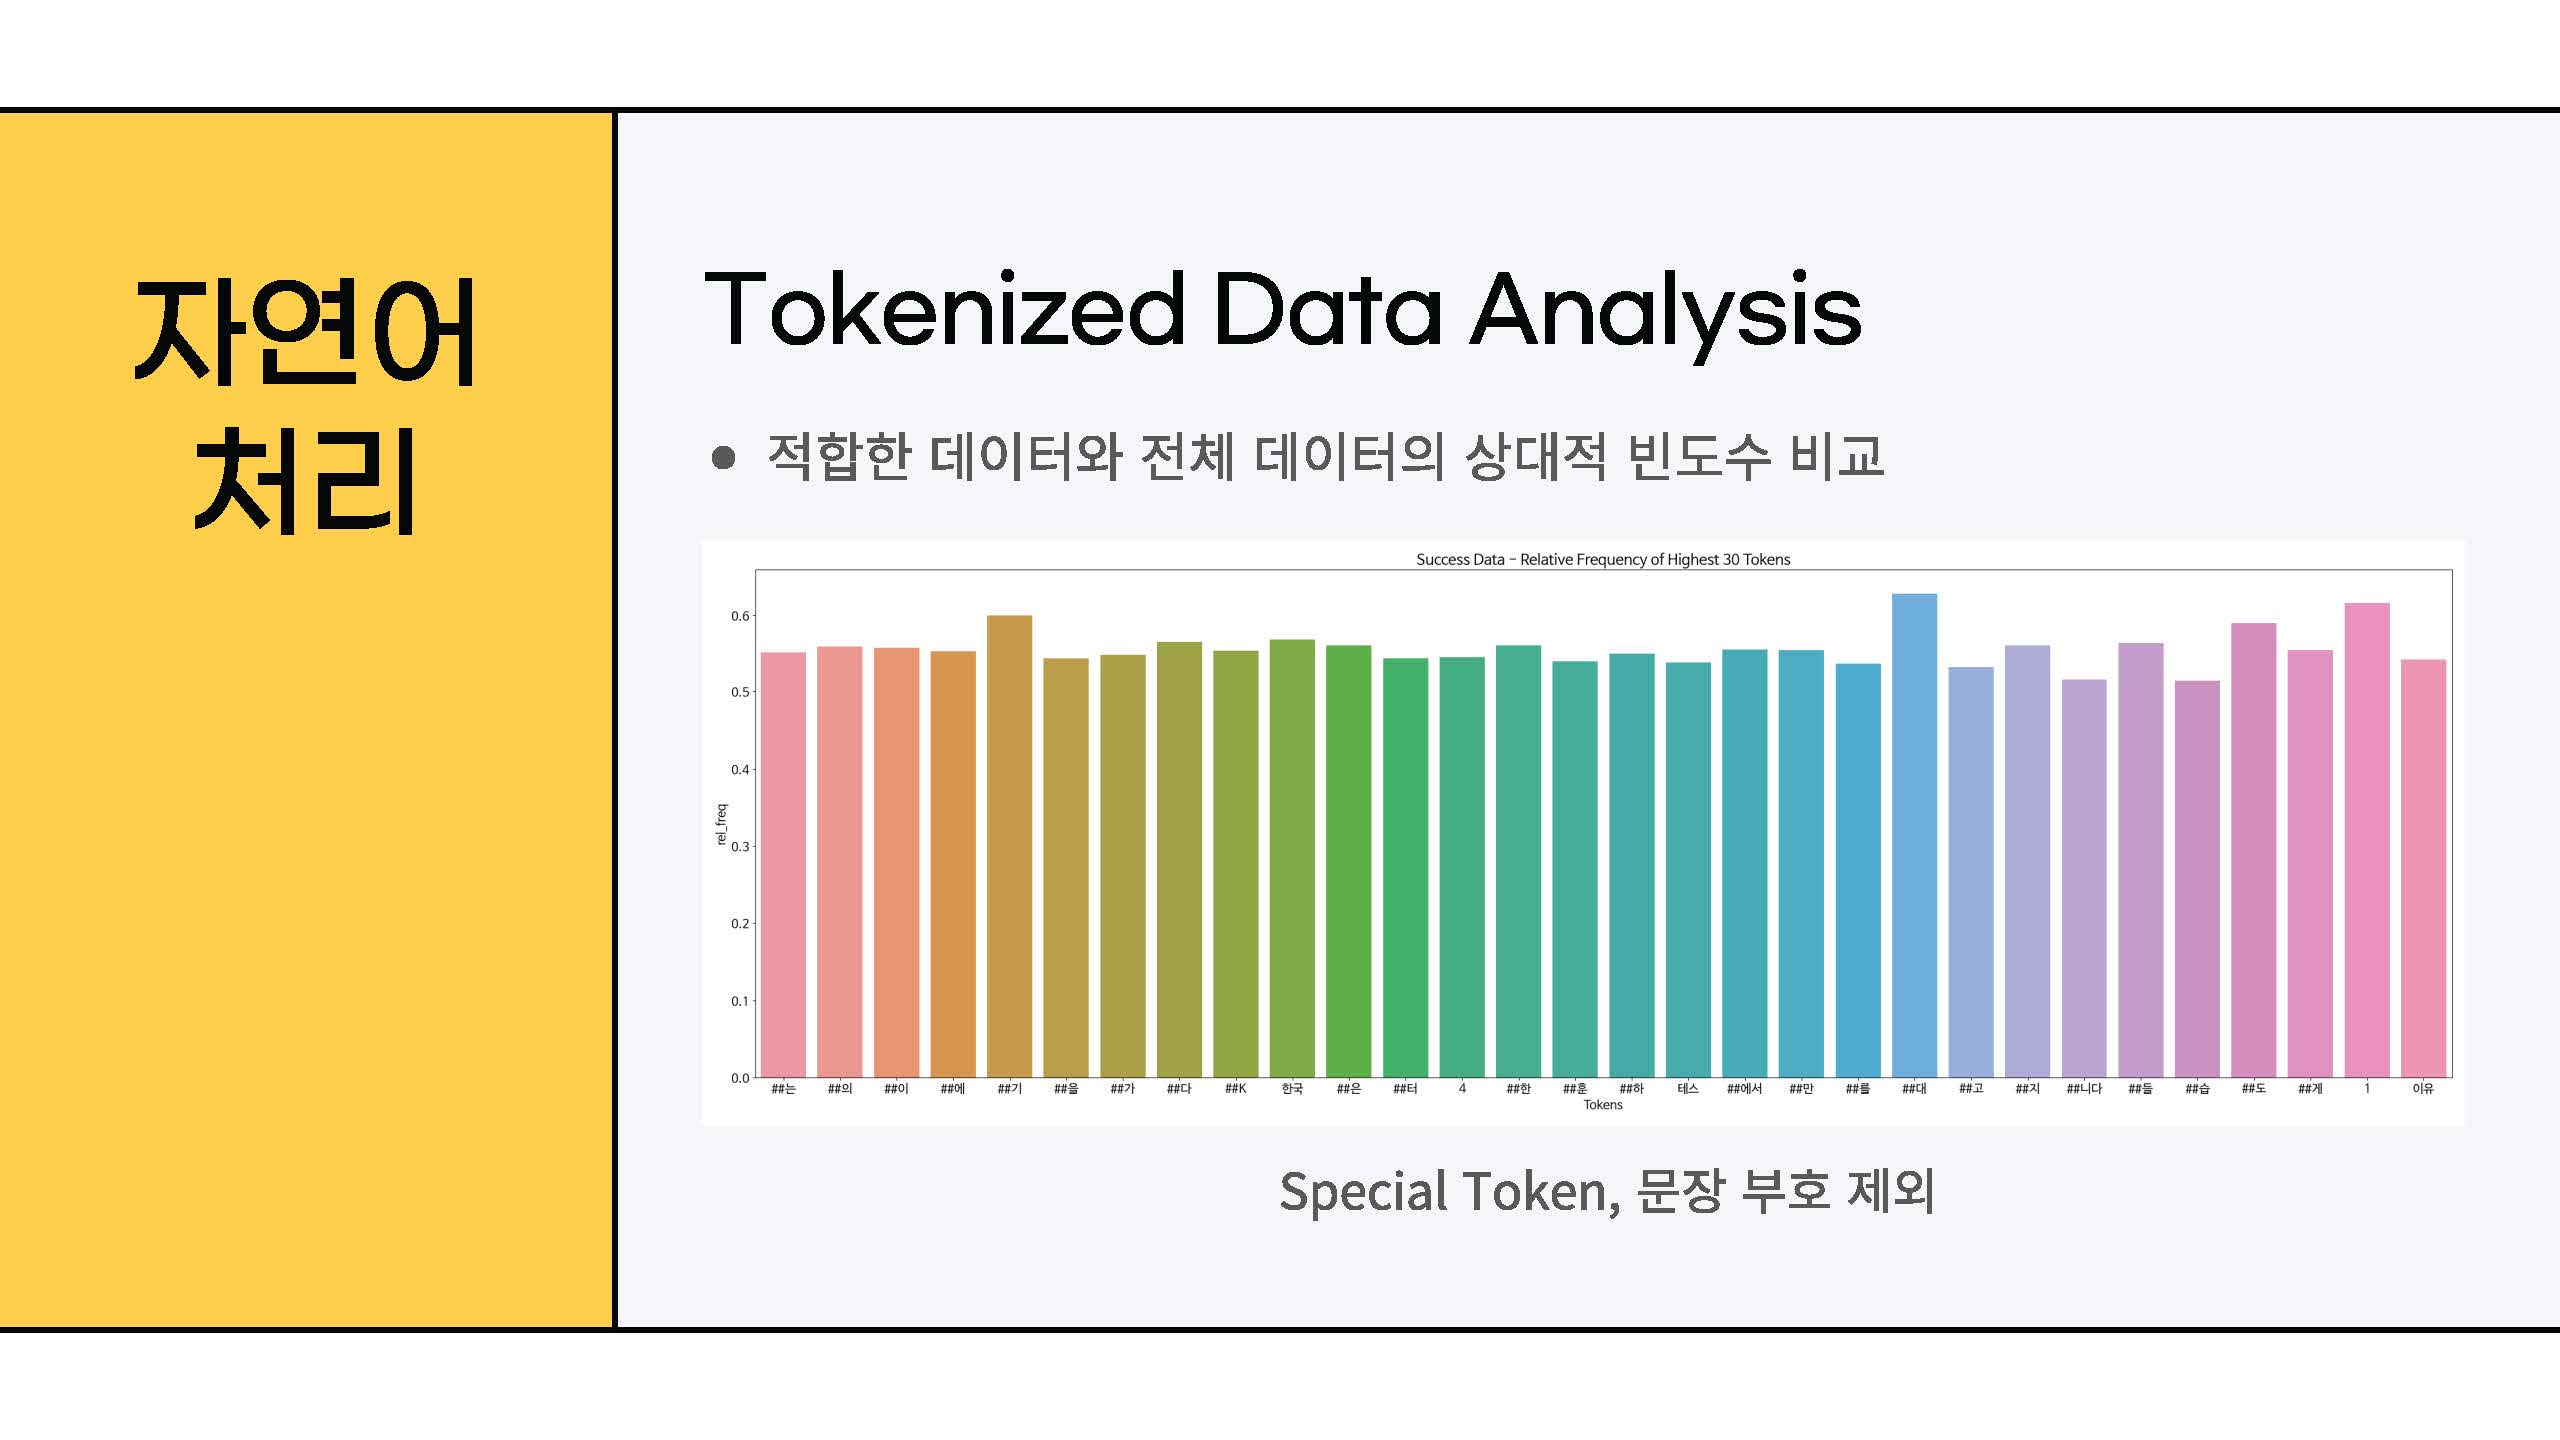 자연어
처리
Tokenized Data Analysis
● 적합한 데이터와 전체 데이터의 상대적 빈도수 비교
Success Data - Relative Frequency of Highest 30 Tokens
0.6
0.5
0.4
0.3
0.2
0.1
0.0
rel_freq
##는 ##의 ##이 ##에 ##기 ##을 ##가 ##다 ##K 한국 ##은 ##터 4 ##한 ##훈 ##하 테스 ##에서 ##만 ##를 ##대 ##고 ##지 ##니다 ##들 ##습 ##도 ##게 1 이유
Tokens
Special Token, 문장 부호 제외